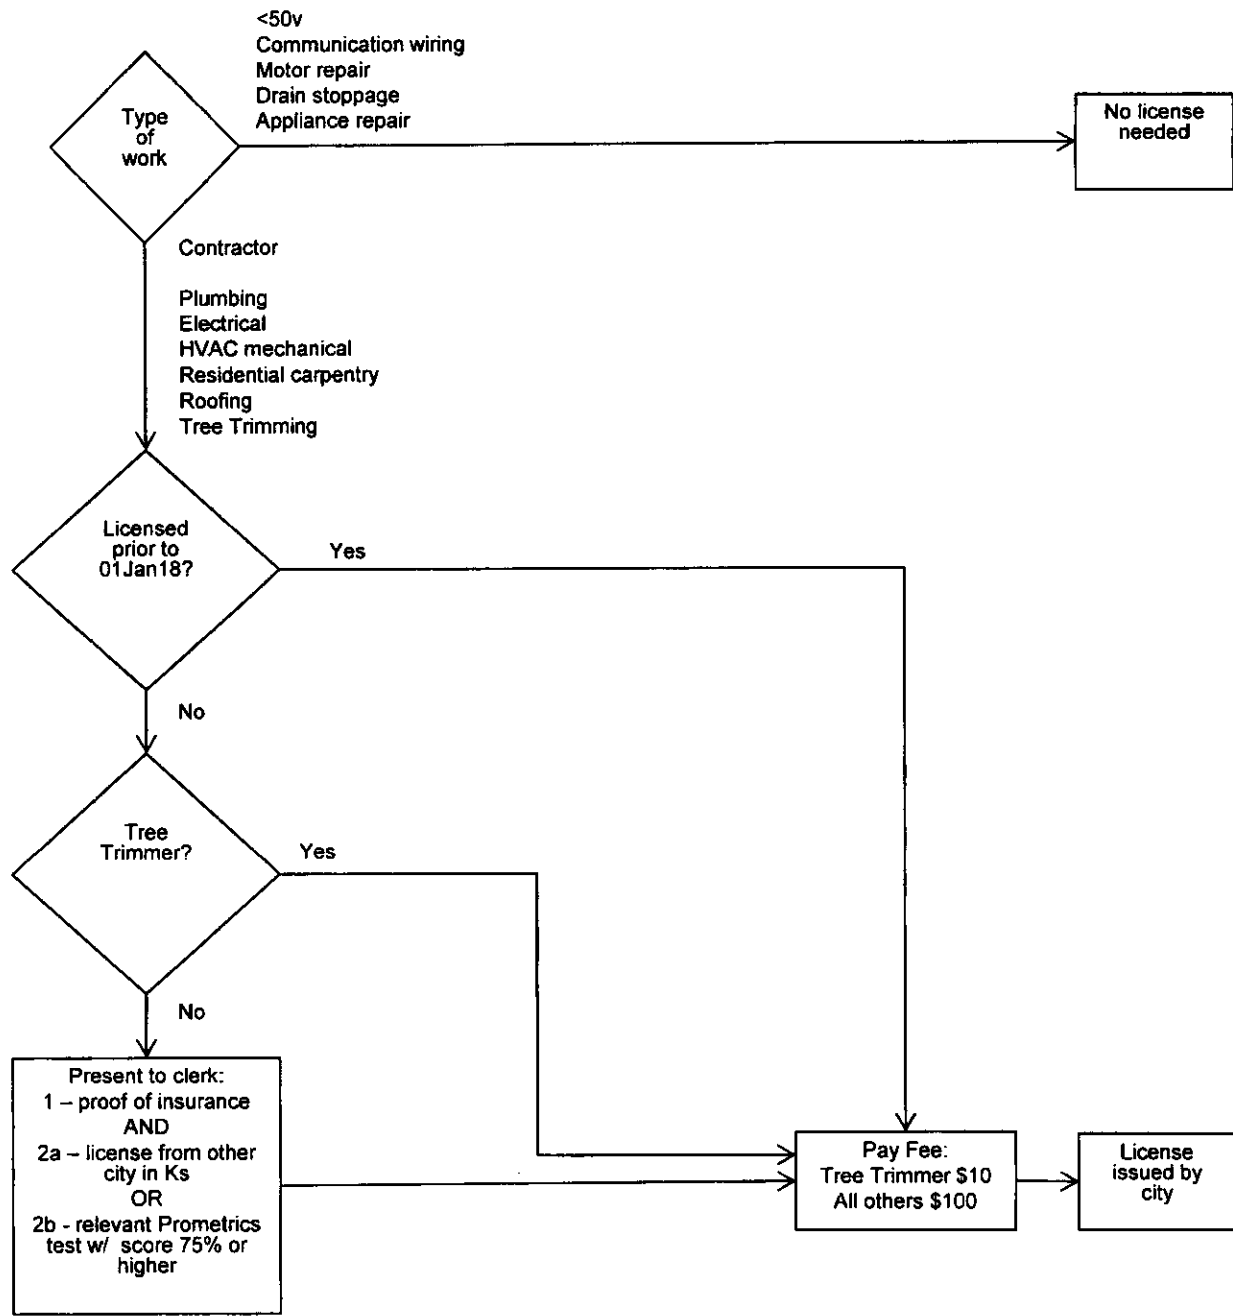 <50v
Communication wiring
Motor repair
Drain stoppage
Appliance repair
Type
of
work
No license
needed
Contractor
Plumbing
Electrical
HVAC mechanical
Residential carpentry
Roofing
Tree Trimming
Licensed
prior to
01Jan18?
Yes
No
Tree
Trimmer?
Yes
No
Present to clerk:
1 – proof of insurance
AND
2a – license from other
city in Ks
OR
2b - relevant Prometrics
test w/ score 75% or
higher
Pay Fee:
Tree Trimmer $10
All others $100
License
issued by
city